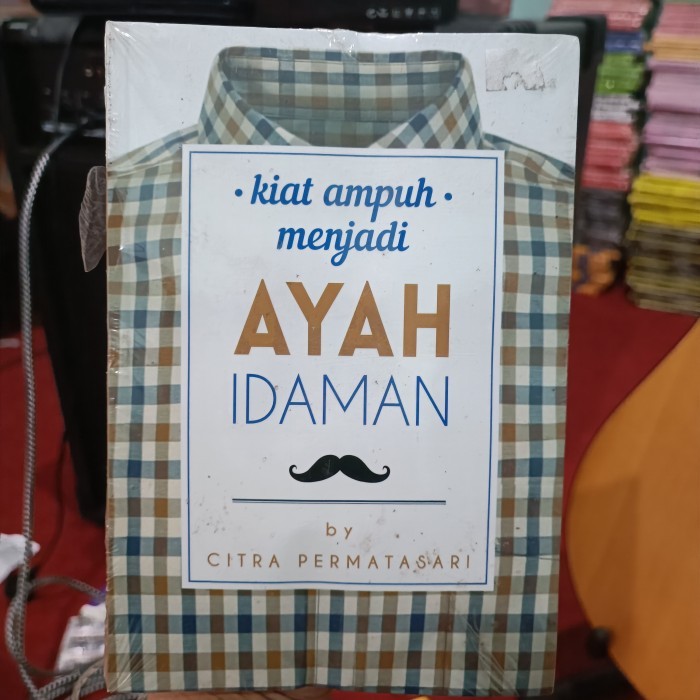 • kiat ampuh •
menjadi
AYAH
IDAMAN
by
CITRA PERMATASARI